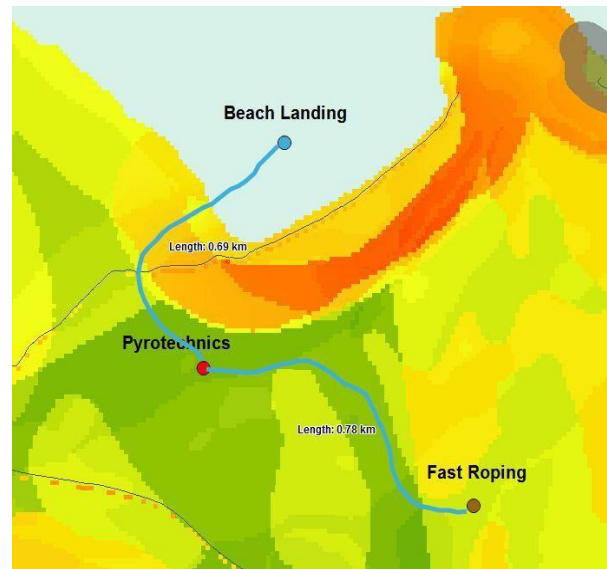 Beach Landing
Length: 0.69 km
Pyrotechnics
Length: 0.78 km
Fast Roping